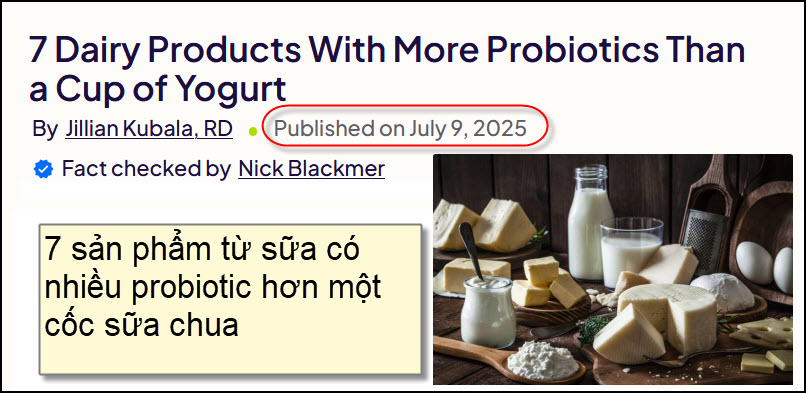 7 Dairy Products With More Probiotics Than
a Cup of Yogurt
By Jillian Kubala, RD • Published on July 9, 2025
Fact checked by Nick Blackmer
7 sản phẩm từ sữa có
nhiều probiotic hơn một
cốc sữa chua